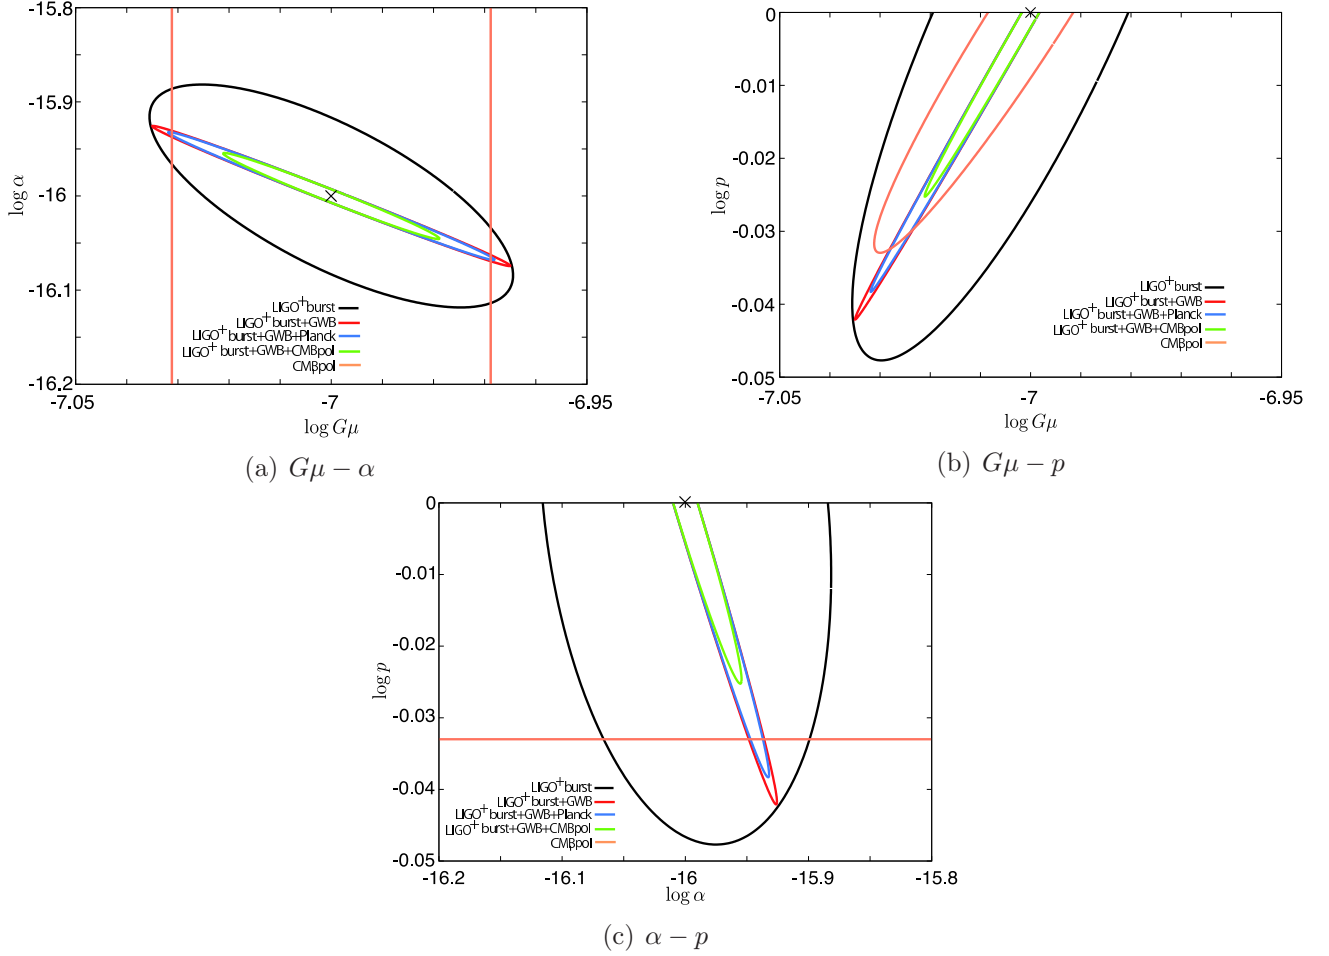 -15.8
-15.9
-16
-16.1
-16.2
log α
LIGO⁺burst
LIGO⁺burst+GWB
LIGO⁺burst+GWB+Planck
LIGO⁺ burst+GWB+CMBpol
CMBpol
-7.05 -7 -6.95
log Gμ
(a) Gμ − α
0
-0.01
-0.02
-0.03
-0.04
-0.05
log p
LIGO⁺burst
LIGO⁺burst+GWB
LIGO⁺burst+GWB+Planck
LIGO⁺ burst+GWB+CMBpol
CMBpol
-7.05 -7 -6.95
log Gμ
(b) Gμ − p
0
-0.01
-0.02
-0.03
-0.04
-0.05
log p
LIGO⁺burst
LIGO⁺burst+GWB
LIGO⁺burst+GWB+Planck
LIGO⁺ burst+GWB+CMBpol
CMBpol
-16.2 -16.1 -16 -15.9 -15.8
log α
(c) α − p